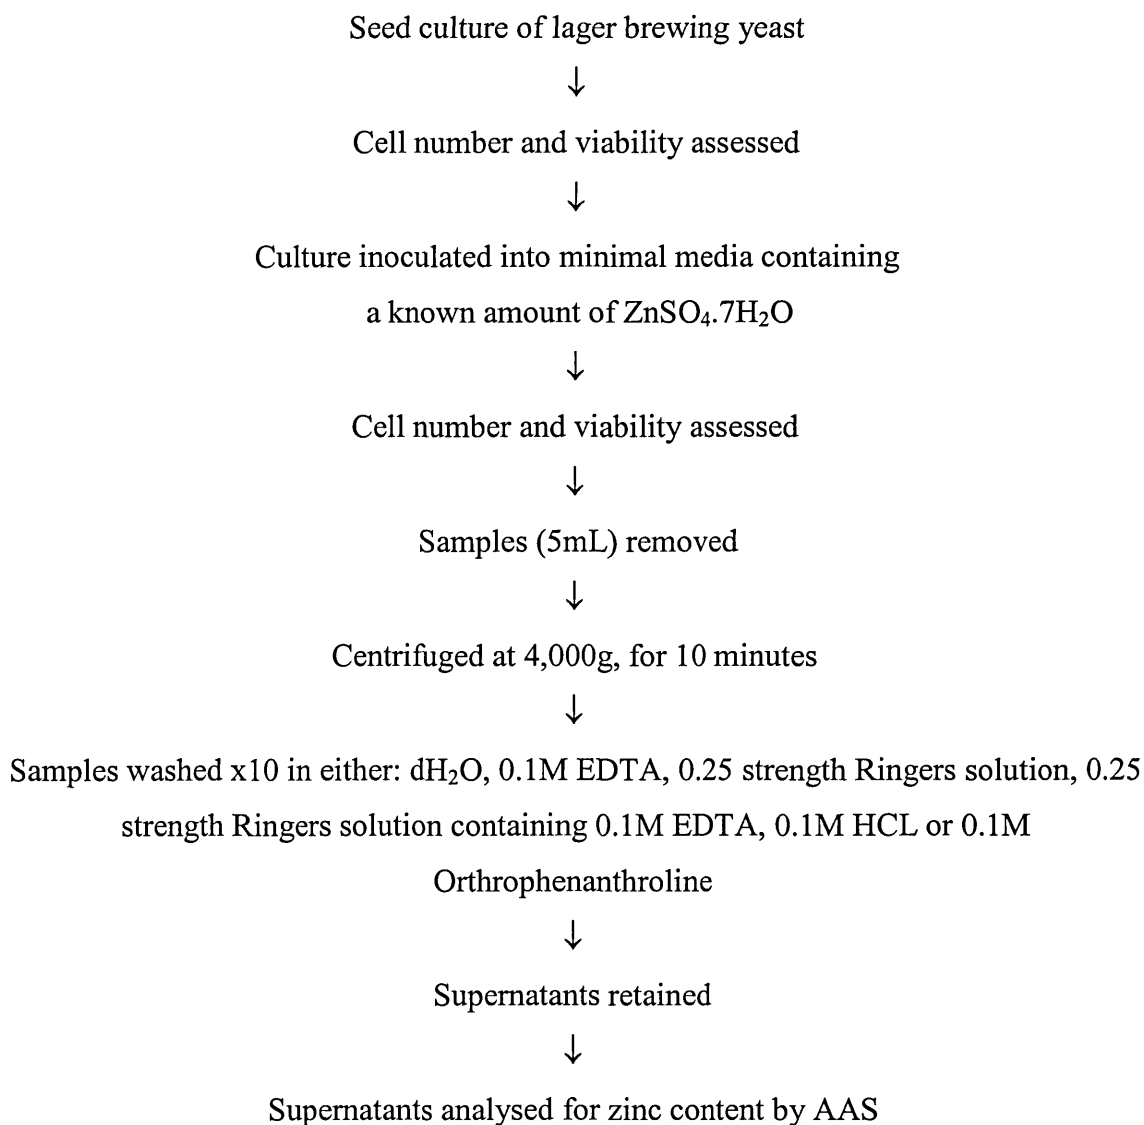 Seed culture of lager brewing yeast
↓
Cell number and viability assessed
↓
Culture inoculated into minimal media containing
a known amount of ZnSO₄.7H₂O
↓
Cell number and viability assessed
↓
Samples (5mL) removed
↓
Centrifuged at 4,000g, for 10 minutes
↓
Samples washed x10 in either: dH₂O, 0.1M EDTA, 0.25 strength Ringers solution, 0.25
strength Ringers solution containing 0.1M EDTA, 0.1M HCL or 0.1M
Orthrophenanthroline
↓
Supernatants retained
↓
Supernatants analysed for zinc content by AAS